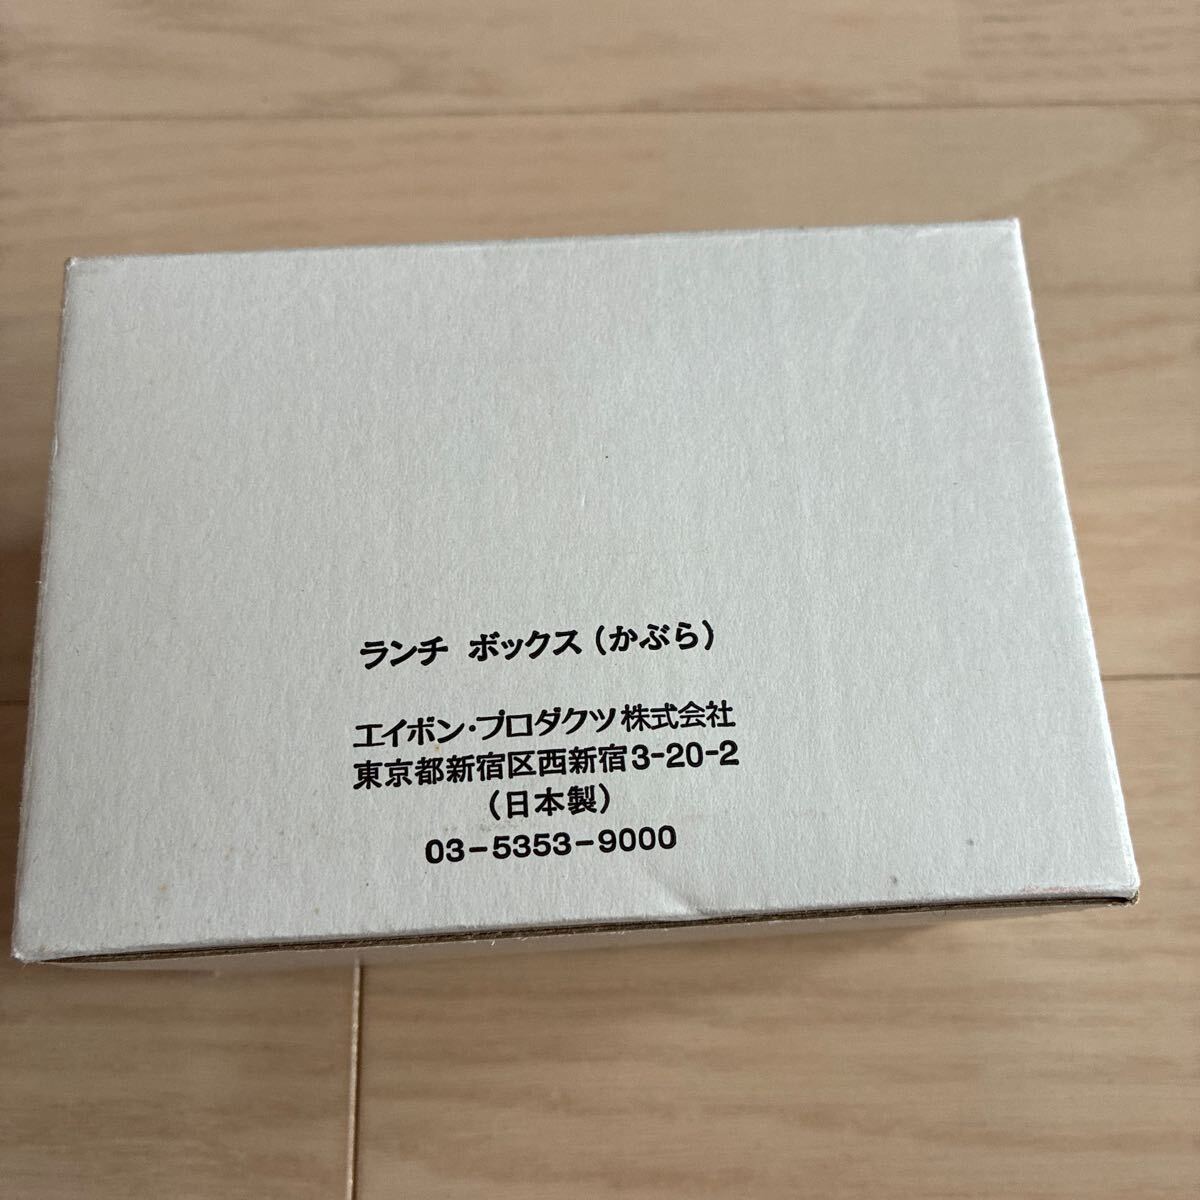 ランチ ボックス（かぶら）
エイボン・プロダクツ株式会社
東京都新宿区西新宿3-20-2
（日本製）
03-5353-9000